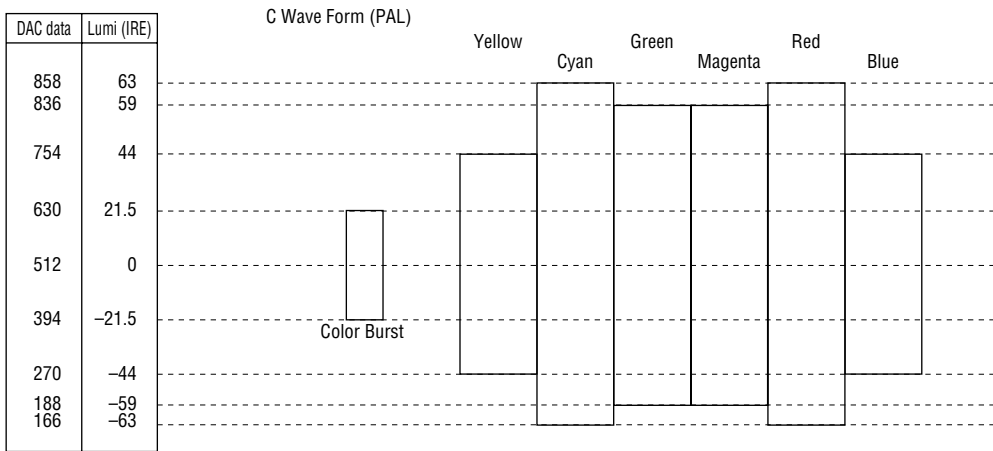 C Wave Form (PAL)
DAC data Lumi (IRE)
Yellow Green Red
Cyan Magenta Blue
858 63
836 59
754 44
630 21.5
512 0
394 –21.5
Color Burst
270 –44
188 –59
166 –63